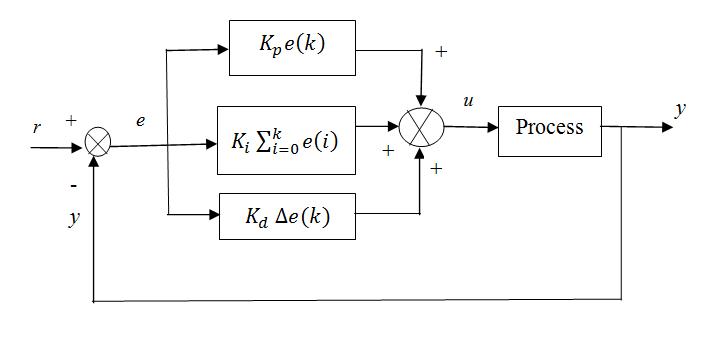 K_p e(k)
+
r
+
e
K_i ∑_{i=0}^{k} e(i)
+
u
Process
y
-
y
K_d Δe(k)
+